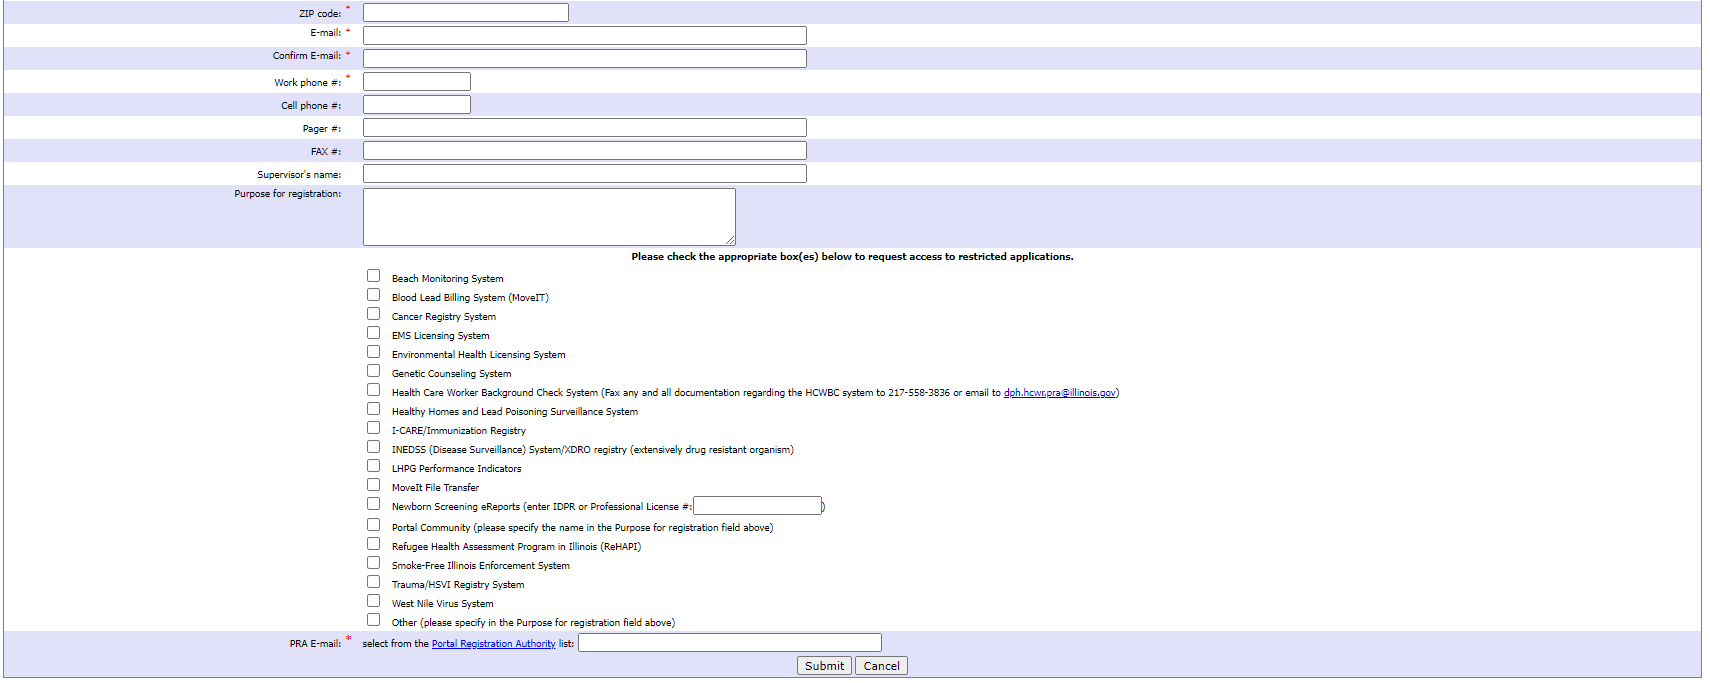 ZIP code: *
E-mail: *
Confirm E-mail: *
Work phone #: *
Cell phone #:
Pager #:
FAX #:
Supervisor's name:
Purpose for registration:
Please check the appropriate box(es) below to request access to restricted applications.
Beach Monitoring System
Blood Lead Billing System (MoveIT)
Cancer Registry System
EMS Licensing System
Environmental Health Licensing System
Genetic Counseling System
Health Care Worker Background Check System (Fax any and all documentation regarding the HCWBC system to 217-558-3836 or email to dph.hcwr.pra@illinois.gov)
Healthy Homes and Lead Poisoning Surveillance System
I-CARE/Immunization Registry
INEDSS (Disease Surveillance) System/XDRO registry (extensively drug resistant organism)
LHPG Performance Indicators
MoveIt File Transfer
Newborn Screening eReports (enter IDPR or Professional License #: )
Portal Community (please specify the name in the Purpose for registration field above)
Refugee Health Assessment Program in Illinois (ReHAPI)
Smoke-Free Illinois Enforcement System
Trauma/HSVI Registry System
West Nile Virus System
Other (please specify in the Purpose for registration field above)
PRA E-mail: * select from the Portal Registration Authority list:
Submit Cancel